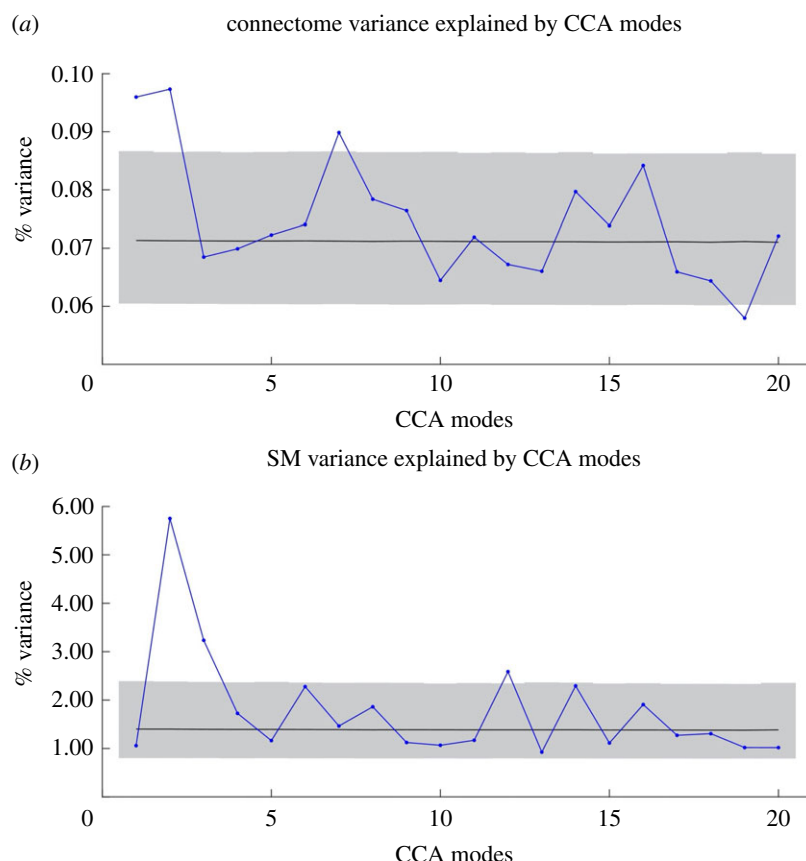 (a) connectome variance explained by CCA modes
0.10
0.09
0.08
0.07
0.06
% variance
0 5 10 15 20
CCA modes
(b) SM variance explained by CCA modes
6.00
5.00
4.00
3.00
2.00
1.00
% variance
0 5 10 15 20
CCA modes